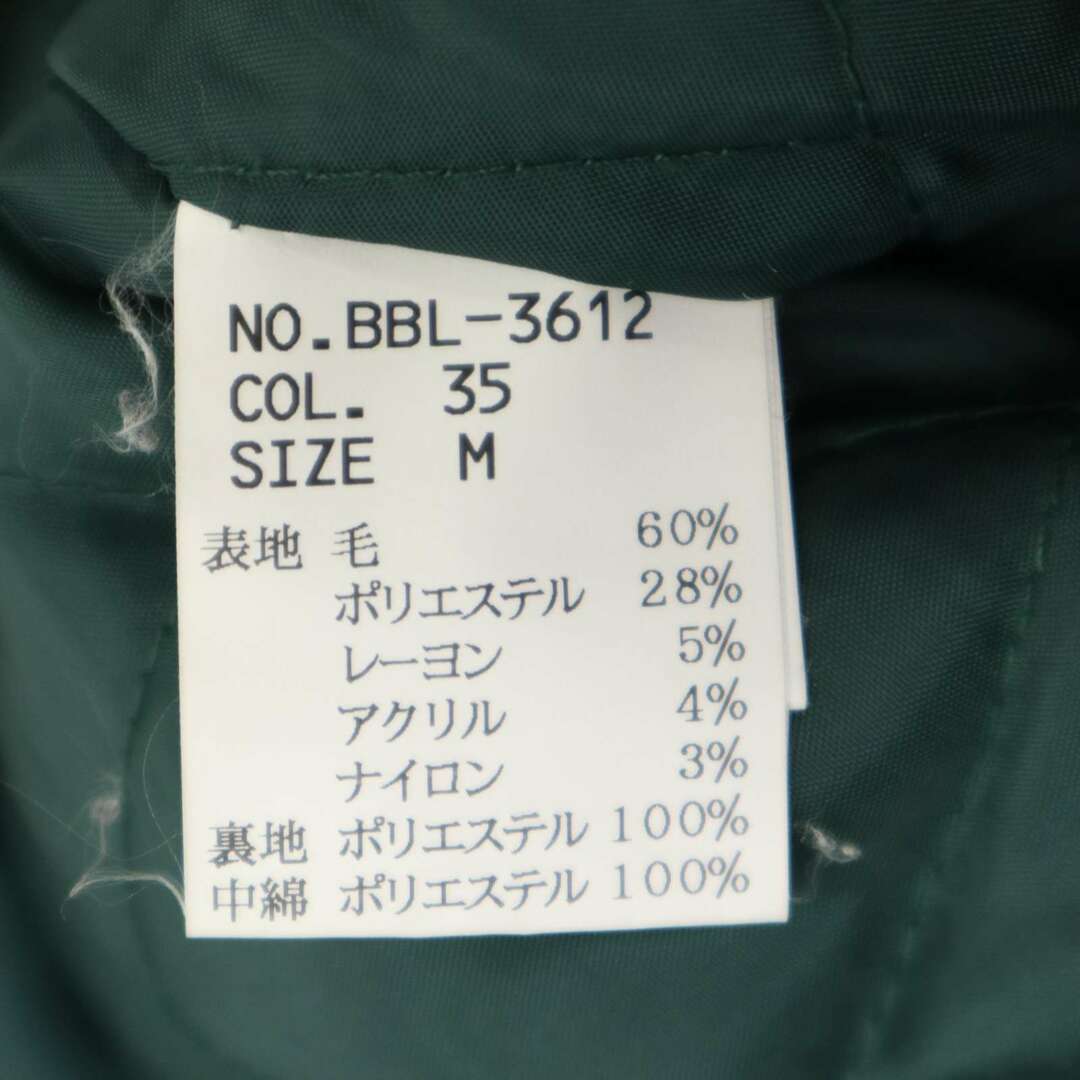 NO.BBL-3612
COL. 35
SIZE M
表地 毛 60%
ポリエステル 28%
レーヨン 5%
アクリル 4%
ナイロン 3%
裏地 ポリエステル 100%
中綿 ポリエステル 100%